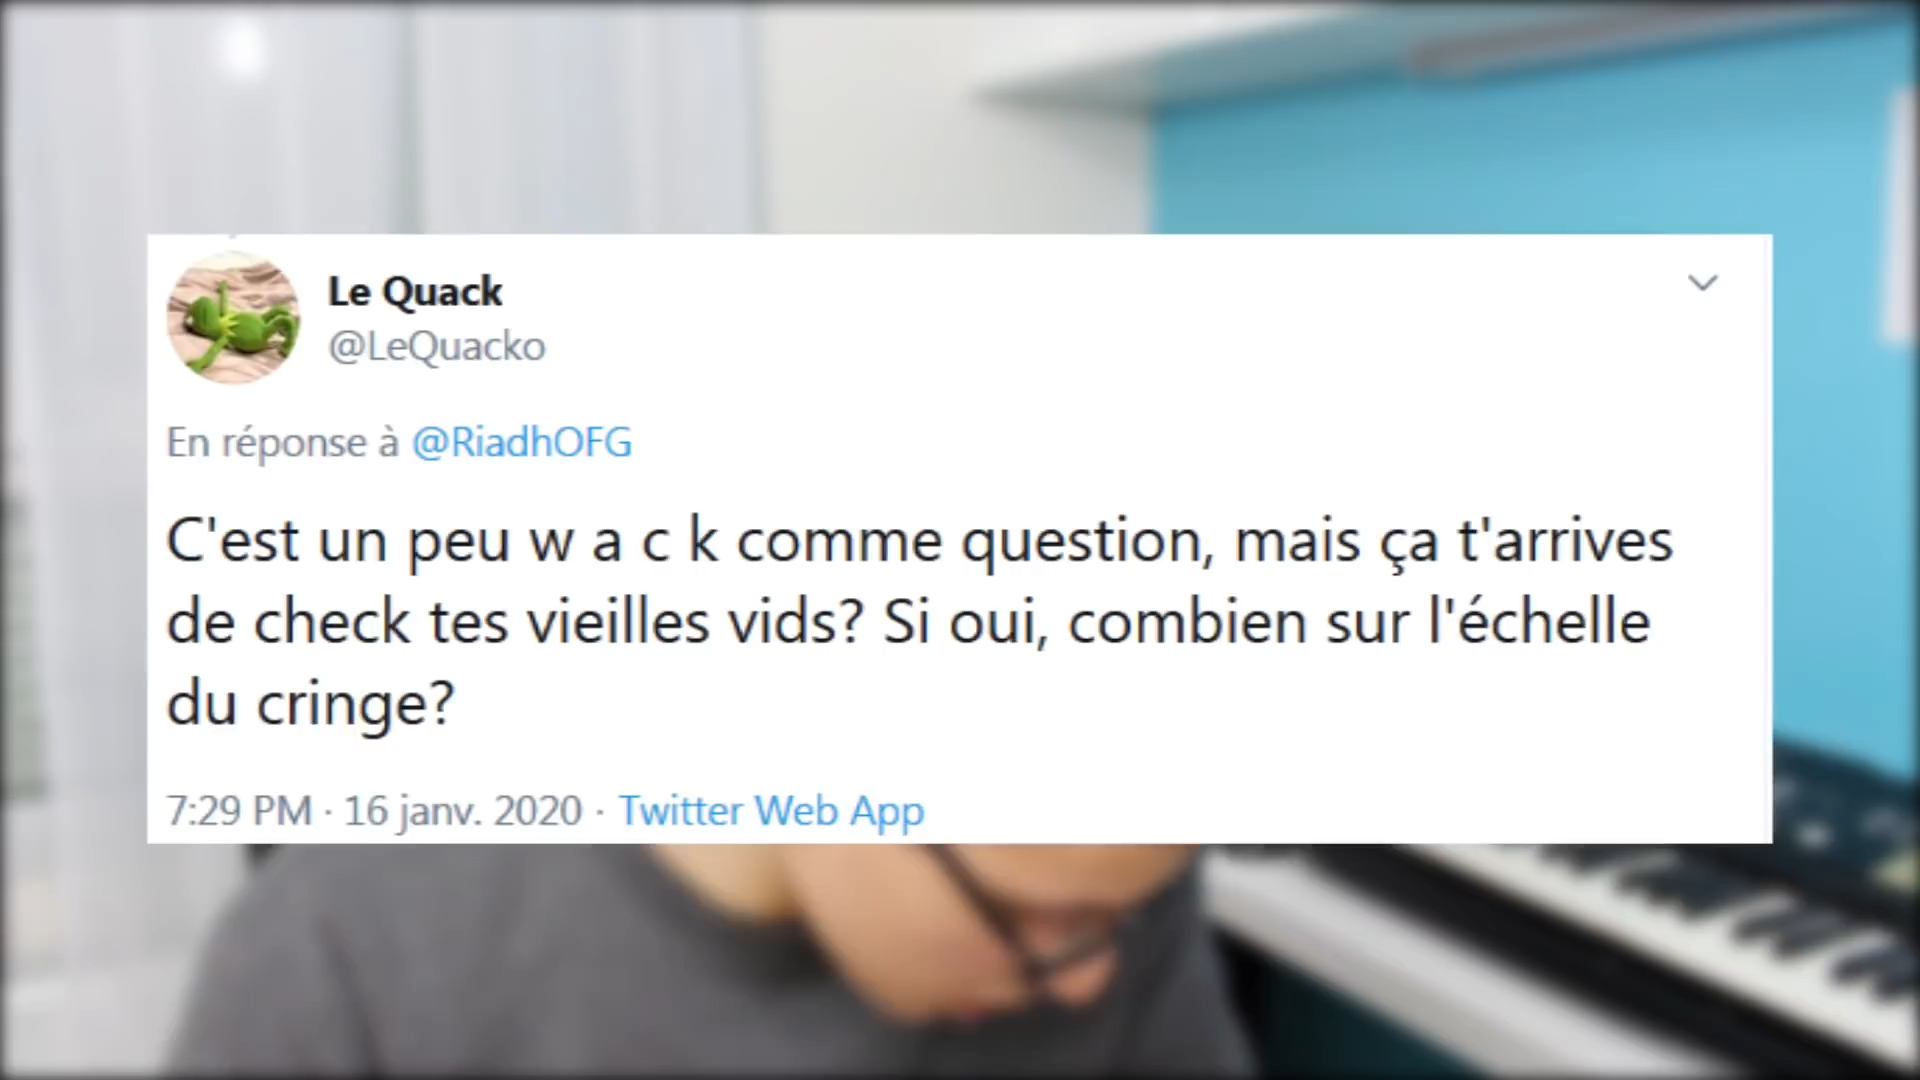 Le Quack
@LeQuacko
En réponse à @RiadhOFG
C'est un peu w a c k comme question, mais ça t'arrives
de check tes vieilles vids? Si oui, combien sur l'échelle
du cringe?
7:29 PM · 16 janv. 2020 · Twitter Web App